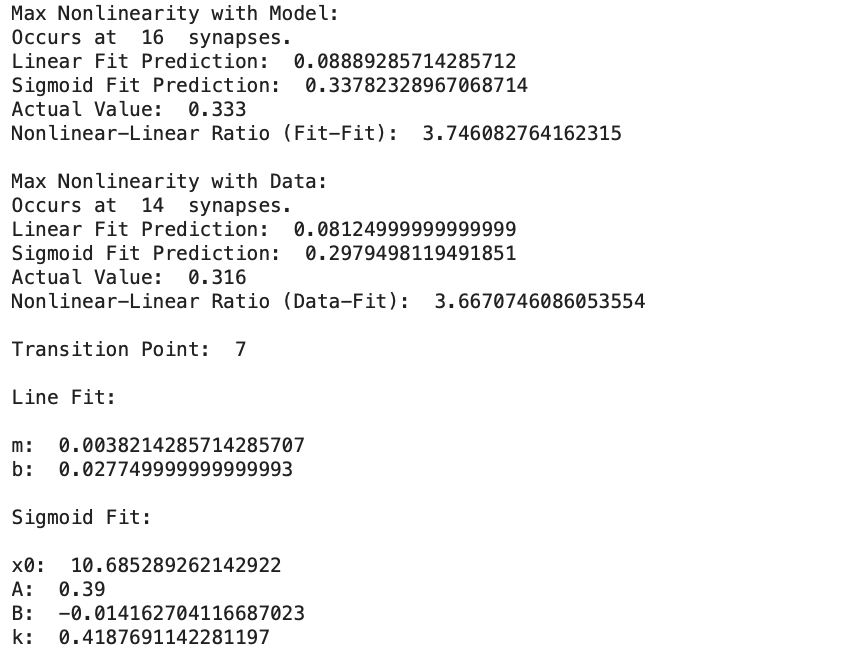 Max Nonlinearity with Model:
Occurs at  16  synapses.
Linear Fit Prediction:  0.08889285714285712
Sigmoid Fit Prediction:  0.33782328967068714
Actual Value:  0.333
Nonlinear-Linear Ratio (Fit-Fit):  3.746082764162315
Max Nonlinearity with Data:
Occurs at  14  synapses.
Linear Fit Prediction:  0.08124999999999999
Sigmoid Fit Prediction:  0.2979498119491851
Actual Value:  0.316
Nonlinear-Linear Ratio (Data-Fit):  3.6670746086053554
Transition Point:  7
Line Fit:
m:  0.0038214285714285707
b:  0.027749999999999993
Sigmoid Fit:
x0:  10.685289262142922
A:  0.39
B:  -0.014162704116687023
k:  0.4187691142281197